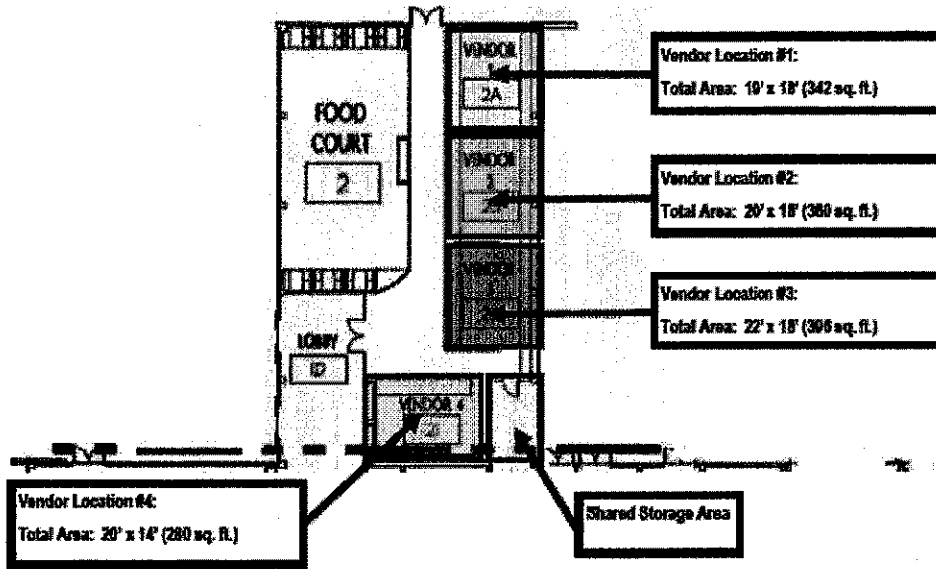 VENDOR
1
2A
Vendor Location #1:
Total Area: 19' x 18' (342 sq. ft.)
FOOD
COURT
2
VENDOR
Vendor Location #2:
Total Area: 20' x 18' (360 sq. ft.)
VENDOR
Vendor Location #3:
Total Area: 22' x 18' (396 sq. ft.)
LOBBY
1D
VENDOR 4
Vendor Location #4:
Total Area: 20' x 14' (280 sq. ft.)
Shared Storage Area